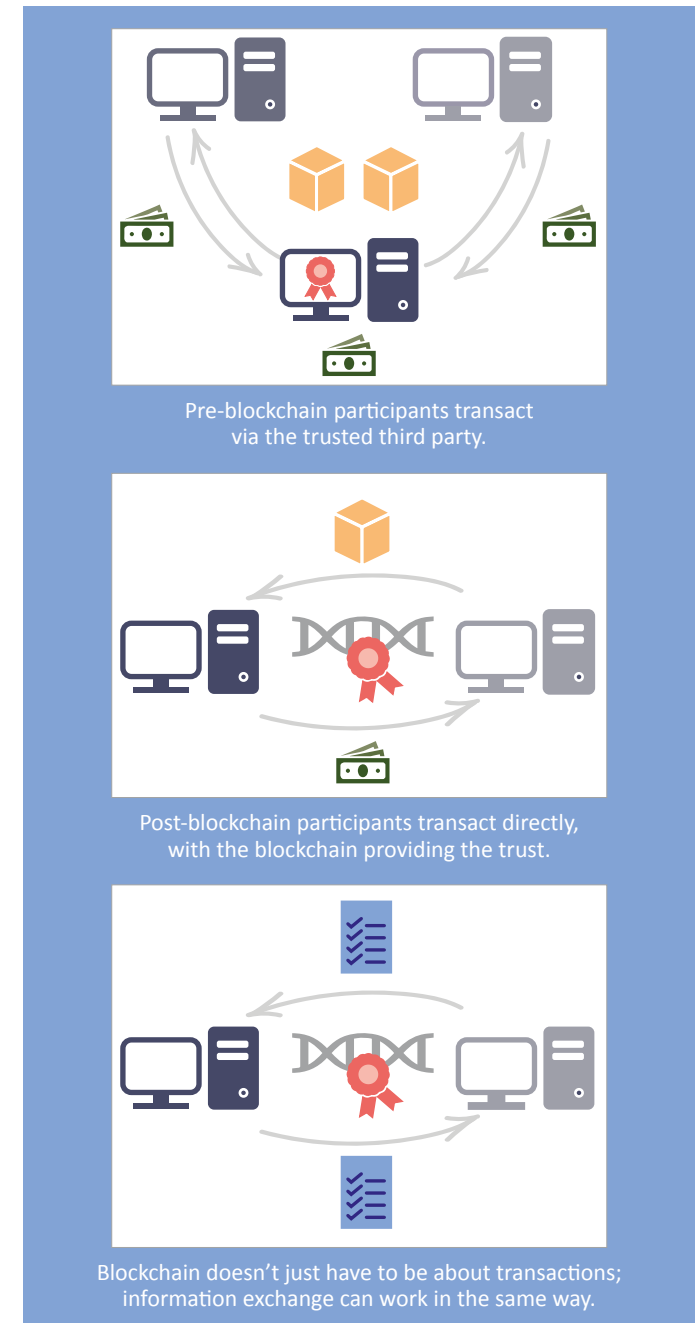 Pre-blockchain participants transact
via the trusted third party.
Post-blockchain participants transact directly,
with the blockchain providing the trust.
Blockchain doesn’t just have to be about transactions;
information exchange can work in the same way.